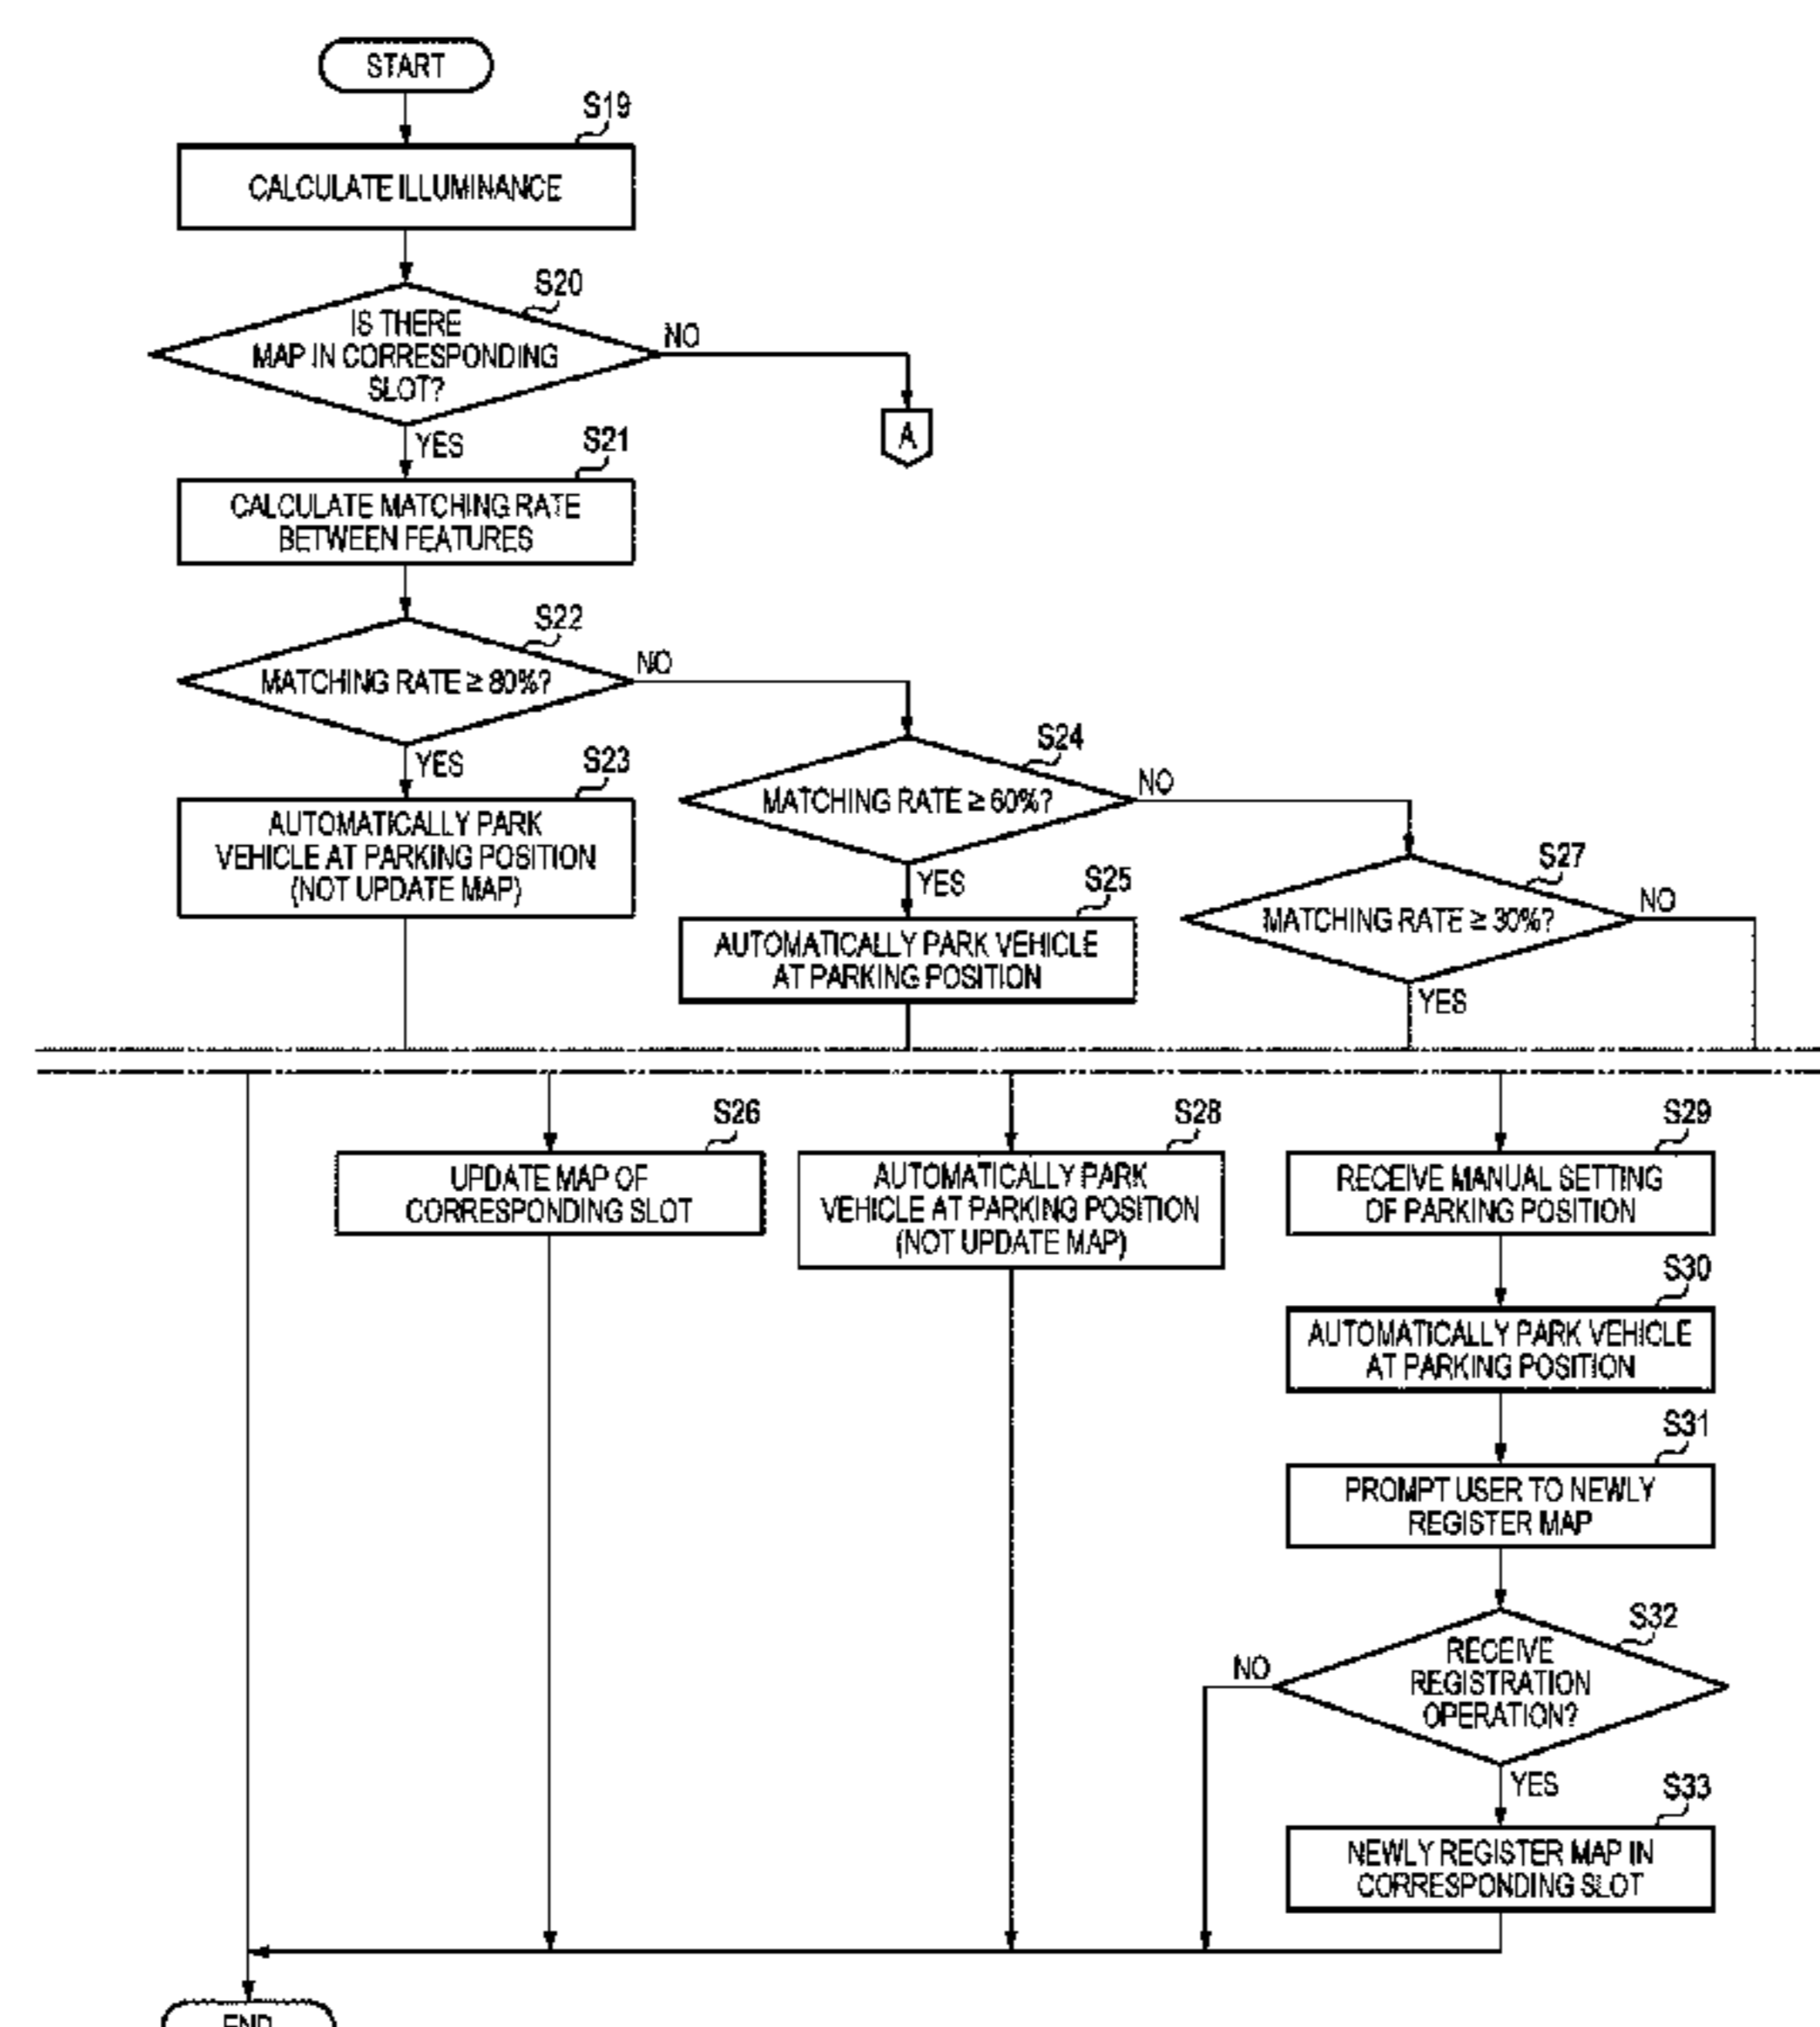 START
S19
CALCULATE ILLUMINANCE
S20
IS THERE
MAP IN CORRESPONDING
SLOT?
NO
A
YES
S21
CALCULATE MATCHING RATE
BETWEEN FEATURES
S22
MATCHING RATE ≥ 80%?
NO
YES
S23
AUTOMATICALLY PARK
VEHICLE AT PARKING POSITION
(NOT UPDATE MAP)
S24
MATCHING RATE ≥ 60%?
NO
YES
S25
AUTOMATICALLY PARK VEHICLE
AT PARKING POSITION
S27
MATCHING RATE ≥ 30%?
NO
YES
S26
UPDATE MAP OF
CORRESPONDING SLOT
S28
AUTOMATICALLY PARK
VEHICLE AT PARKING POSITION
(NOT UPDATE MAP)
S29
RECEIVE MANUAL SETTING
OF PARKING POSITION
S30
AUTOMATICALLY PARK VEHICLE
AT PARKING POSITION
S31
PROMPT USER TO NEWLY
REGISTER MAP
S32
RECEIVE
REGISTRATION
OPERATION?
NO
YES
S33
NEWLY REGISTER MAP IN
CORRESPONDING SLOT
END